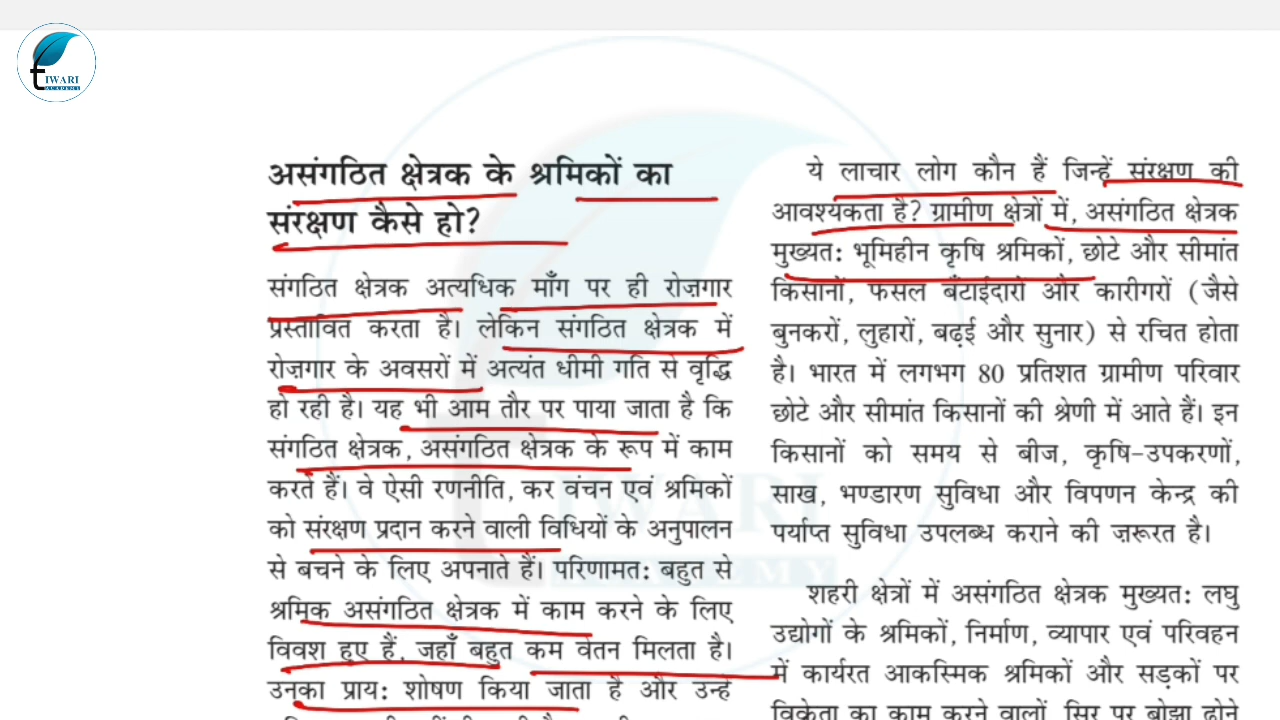 tIWARI
ACADEMY
असंगठित क्षेत्रक के श्रमिकों का
संरक्षण कैसे हो?
संगठित क्षेत्रक अत्यधिक माँग पर ही रोज़गार
प्रस्तावित करता है। लेकिन संगठित क्षेत्रक में
रोज़गार के अवसरों में अत्यंत धीमी गति से वृद्धि
हो रही है। यह भी आम तौर पर पाया जाता है कि
संगठित क्षेत्रक, असंगठित क्षेत्रक के रूप में काम
करते हैं। वे ऐसी रणनीति, कर वंचन एवं श्रमिकों
को संरक्षण प्रदान करने वाली विधियों के अनुपालन
से बचने के लिए अपनाते हैं। परिणामत: बहुत से
श्रमिक असंगठित क्षेत्रक में काम करने के लिए
विवश हुए हैं, जहाँ बहुत कम वेतन मिलता है।
उनका प्राय: शोषण किया जाता है और उन्हें
ये लाचार लोग कौन हैं जिन्हें संरक्षण की
आवश्यकता है? ग्रामीण क्षेत्रों में, असंगठित क्षेत्रक
मुख्यत: भूमिहीन कृषि श्रमिकों, छोटे और सीमांत
किसानों, फसल बँटाईदारों और कारीगरों (जैसे
बुनकरों, लुहारों, बढ़ई और सुनार) से रचित होता
है। भारत में लगभग 80 प्रतिशत ग्रामीण परिवार
छोटे और सीमांत किसानों की श्रेणी में आते हैं। इन
किसानों को समय से बीज, कृषि-उपकरणों,
साख, भण्डारण सुविधा और विपणन केन्द्र की
पर्याप्त सुविधा उपलब्ध कराने की ज़रूरत है।
शहरी क्षेत्रों में असंगठित क्षेत्रक मुख्यत: लघु
उद्योगों के श्रमिकों, निर्माण, व्यापार एवं परिवहन
में कार्यरत आकस्मिक श्रमिकों और सड़कों पर
विक्रेता का काम करने वालों, सिर पर बोझा ढोने